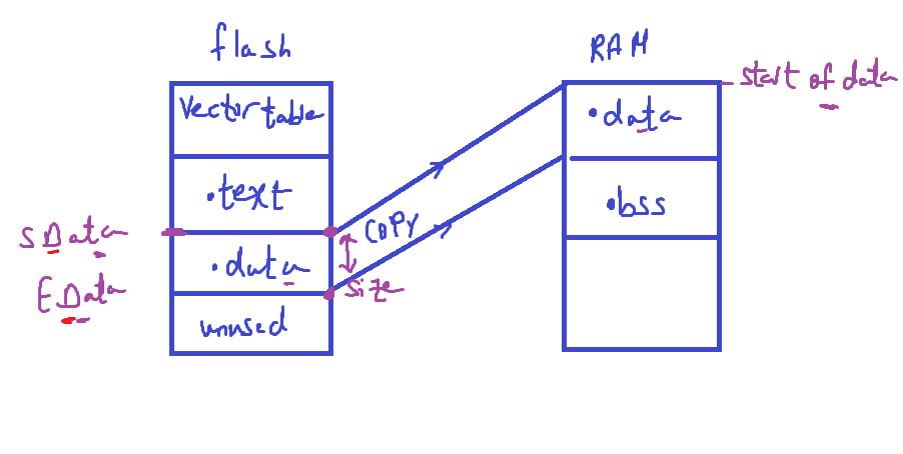 flash
RAM
start of data
Vector table
.data
.text
.bss
SData
COPY
.data
EData
size
unused